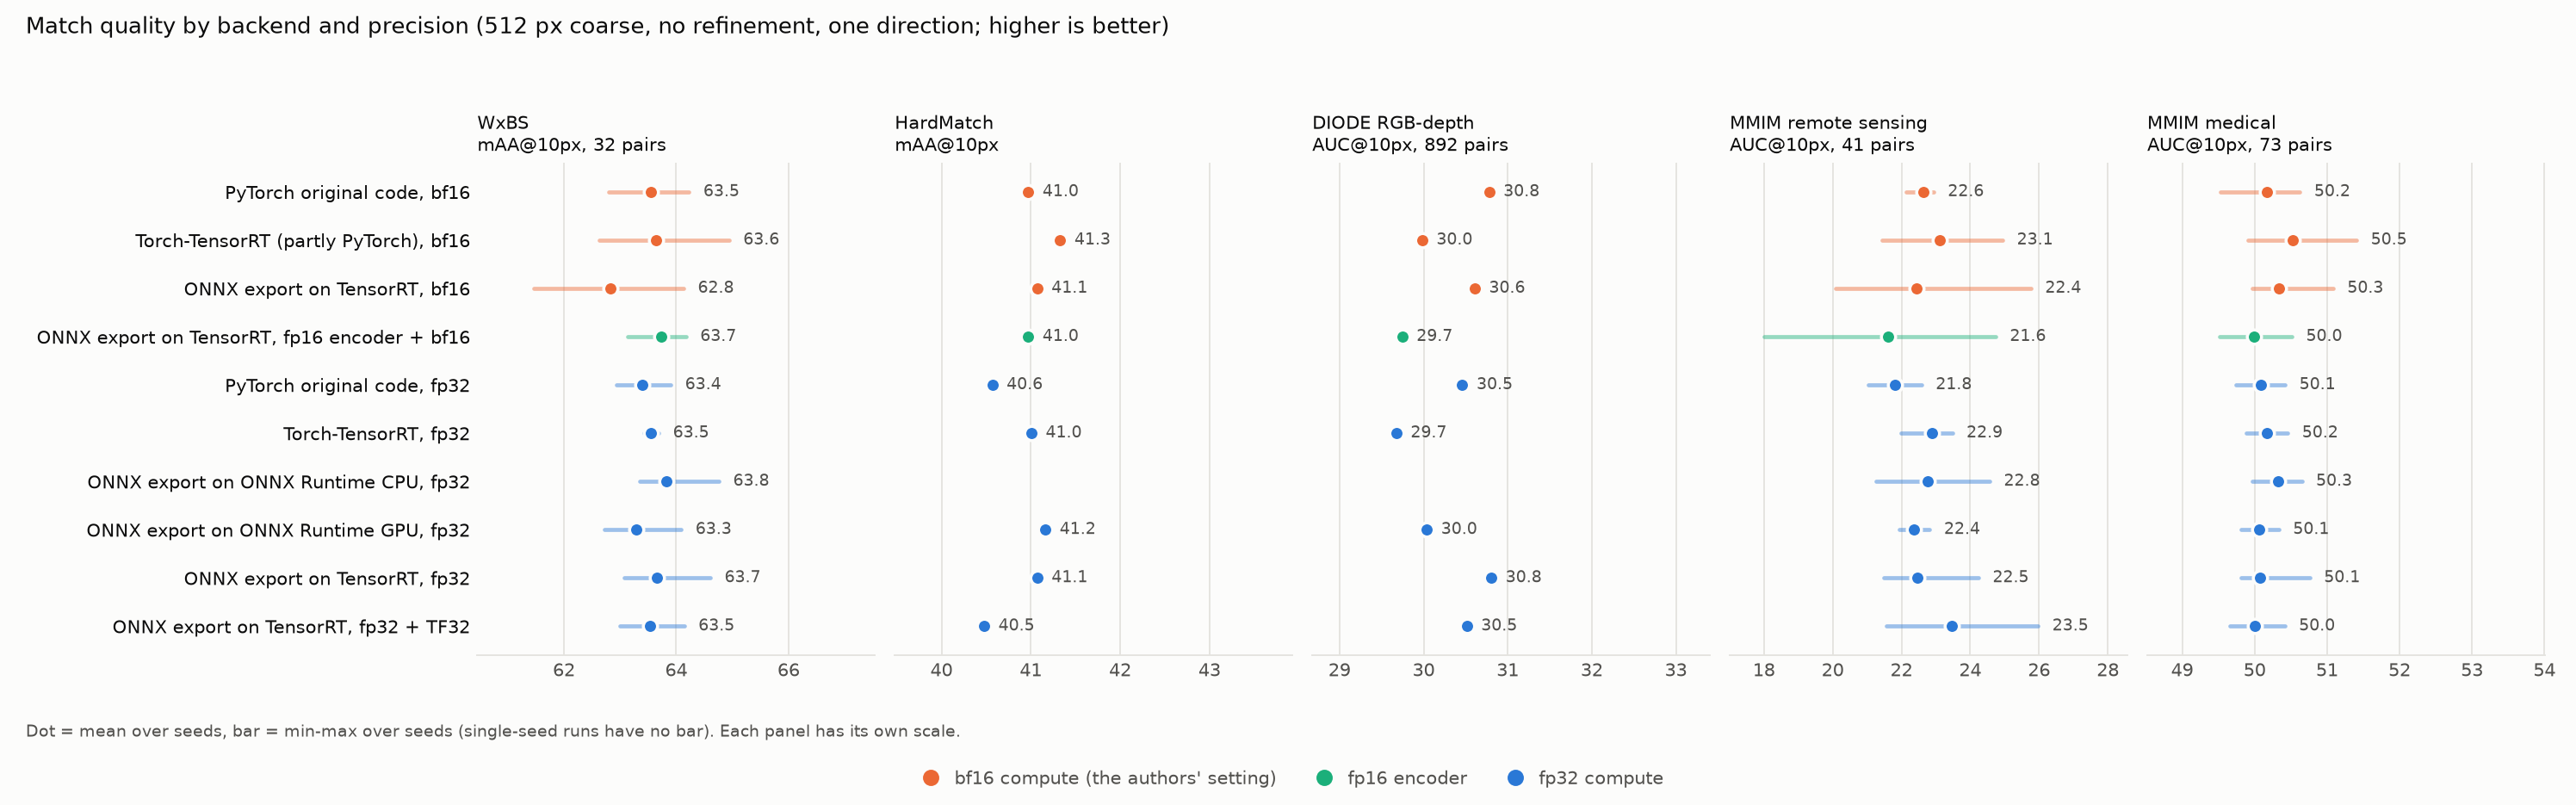 Match quality by backend and precision (512 px coarse, no refinement, one direction; higher is better)
WxBS
mAA@10px, 32 pairs
HardMatch
mAA@10px
DIODE RGB-depth
AUC@10px, 892 pairs
MMIM remote sensing
AUC@10px, 41 pairs
MMIM medical
AUC@10px, 73 pairs
PyTorch original code, bf16 63.5 41.0 30.8 22.6 50.2
Torch-TensorRT (partly PyTorch), bf16 63.6 41.3 30.0 23.1 50.5
ONNX export on TensorRT, bf16 62.8 41.1 30.6 22.4 50.3
ONNX export on TensorRT, fp16 encoder + bf16 63.7 41.0 29.7 21.6 50.0
PyTorch original code, fp32 63.4 40.6 30.5 21.8 50.1
Torch-TensorRT, fp32 63.5 41.0 29.7 22.9 50.2
ONNX export on ONNX Runtime CPU, fp32 63.8 22.8 50.3
ONNX export on ONNX Runtime GPU, fp32 63.3 41.2 30.0 22.4 50.1
ONNX export on TensorRT, fp32 63.7 41.1 30.8 22.5 50.1
ONNX export on TensorRT, fp32 + TF32 63.5 40.5 30.5 23.5 50.0
62 64 66 40 41 42 43 29 30 31 32 33 18 20 22 24 26 28 49 50 51 52 53 54
Dot = mean over seeds, bar = min-max over seeds (single-seed runs have no bar). Each panel has its own scale.
bf16 compute (the authors' setting) fp16 encoder fp32 compute